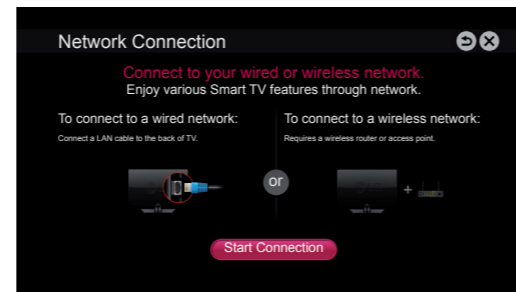 Network Connection
Connect to your wired or wireless network.
Enjoy various Smart TV features through network.
To connect to a wired network:
Connect a LAN cable to the back of TV.
or
To connect to a wireless network:
Requires a wireless router or access point.
+
Start Connection